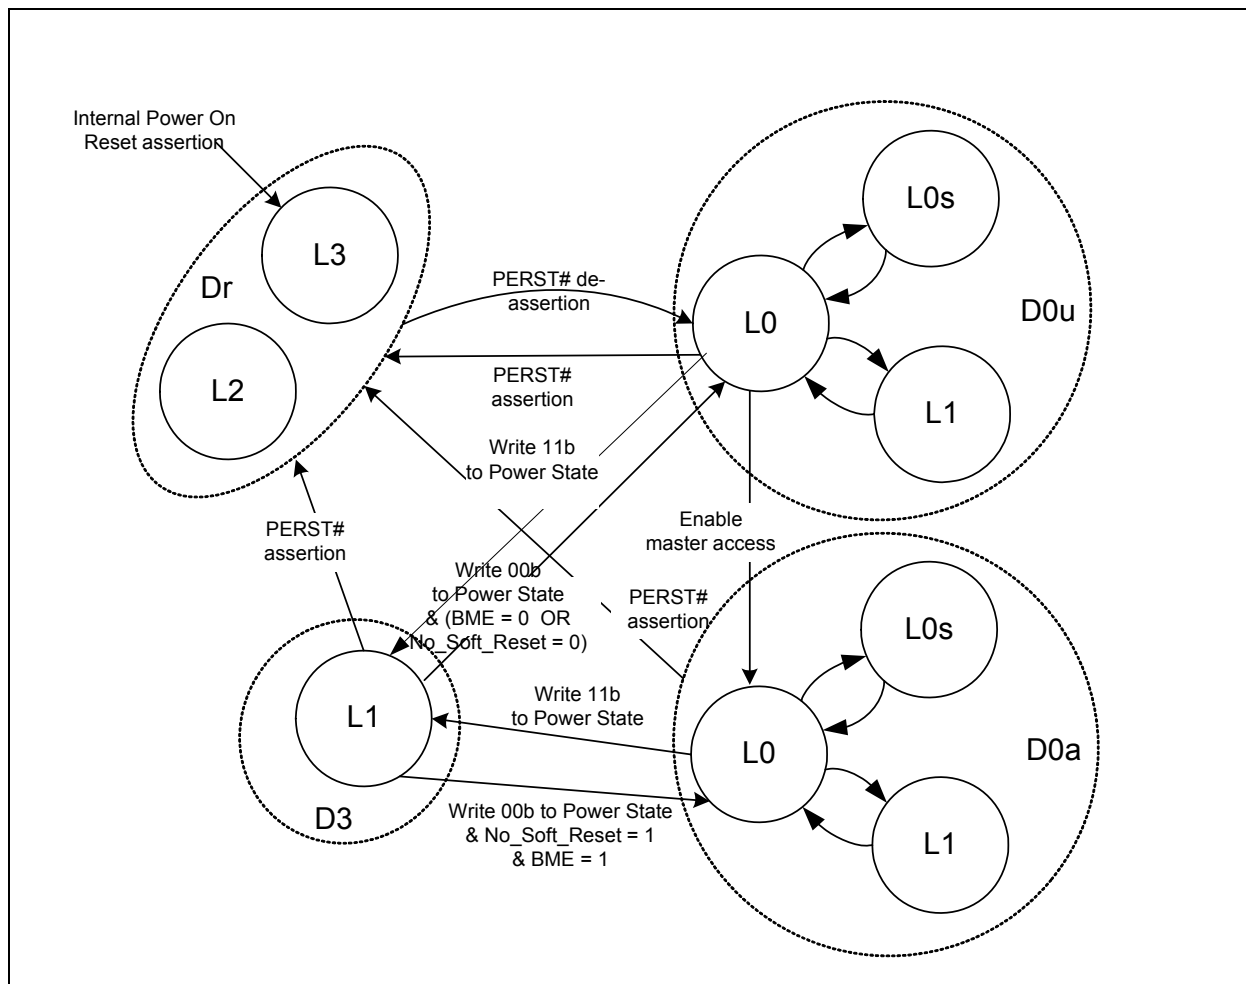 Internal Power On
Reset assertion
L0s
L3
Dr
PERST# de-
assertion
L0
D0u
L2
PERST#
assertion
L1
Write 11b
to Power State
PERST#
assertion
Enable
master access
Write 00b
to Power State
& (BME = 0 OR
No_Soft_Reset = 0)
PERST#
assertion
L0s
L1
Write 11b
to Power State
L0
D0a
D3
Write 00b to Power State
& No_Soft_Reset = 1
& BME = 1
L1